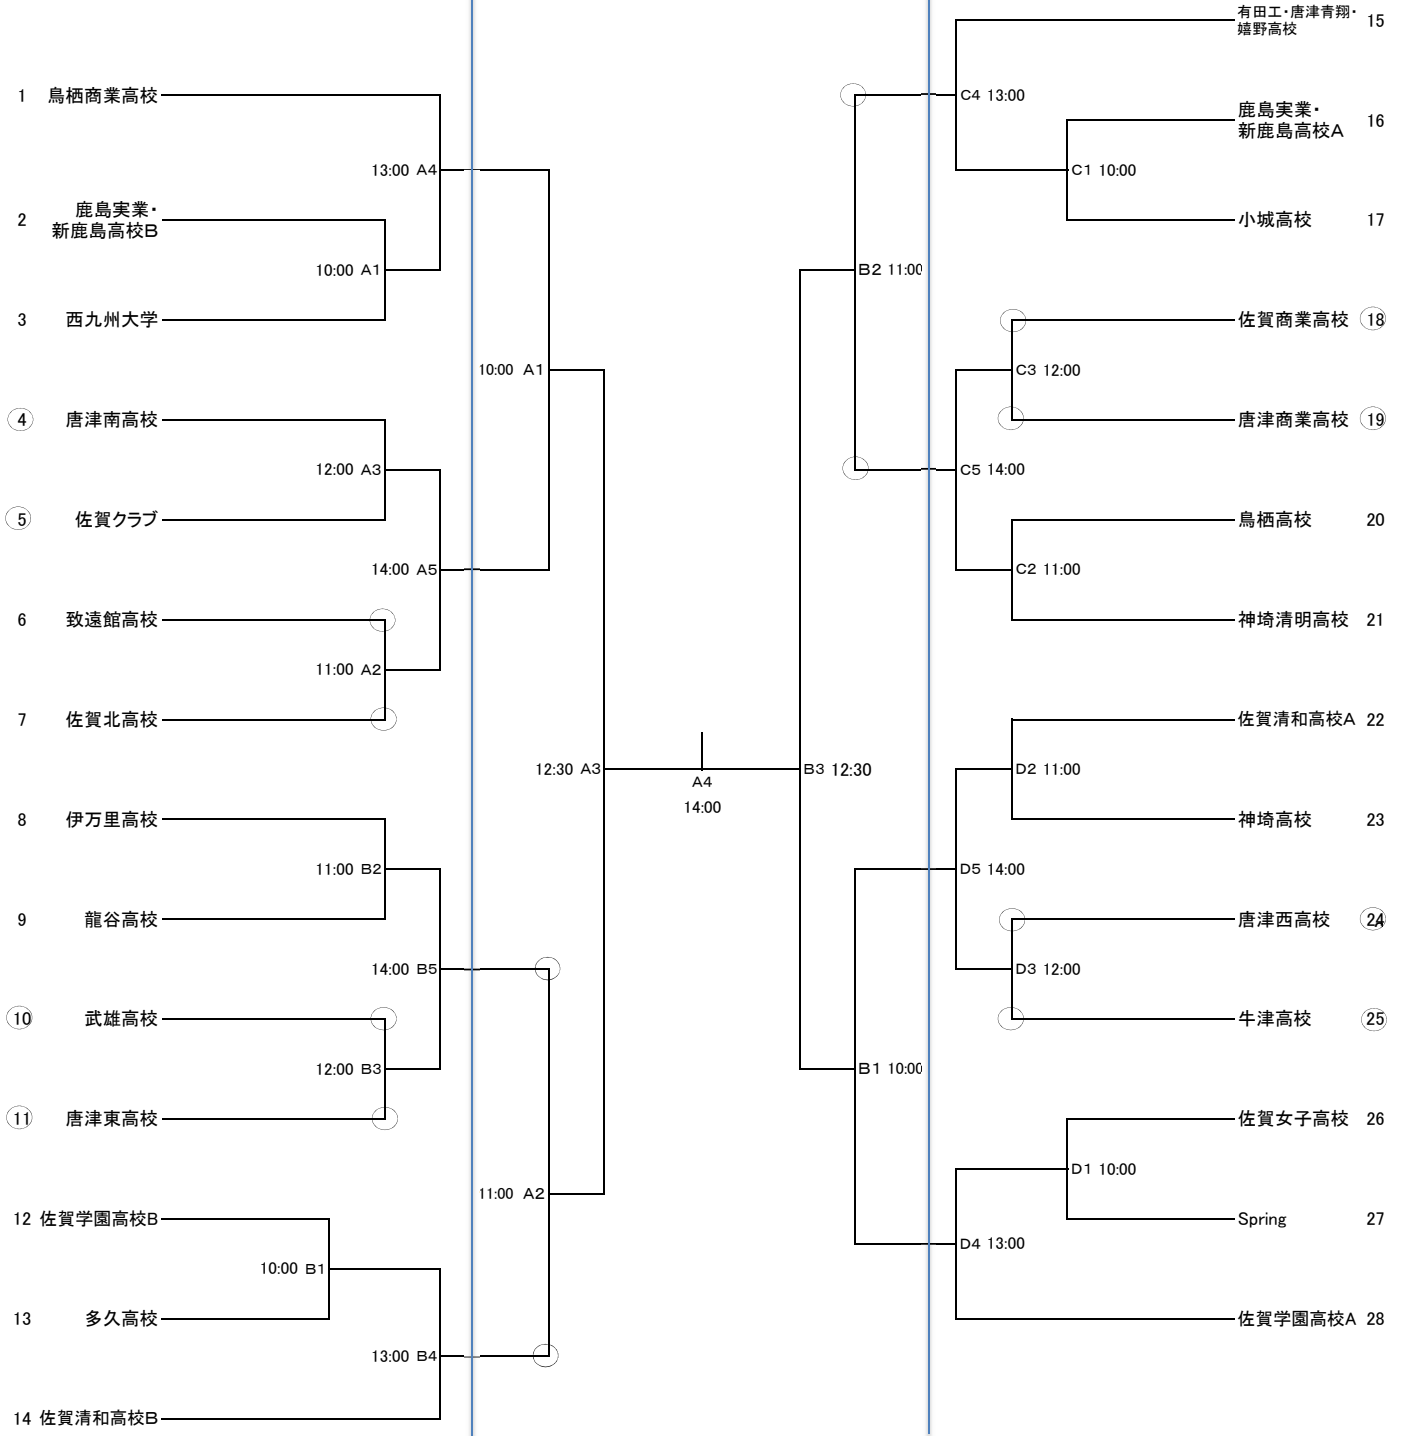 1 鳥栖商業高校
13:00 A4
2 鹿島実業・
新鹿島高校B
10:00 A1
3 西九州大学
10:00 A1
4 唐津南高校
12:00 A3
5 佐賀クラブ
14:00 A5
6 致遠館高校
11:00 A2
7 佐賀北高校
12:30 A3
8 伊万里高校
11:00 B2
9 龍谷高校
14:00 B5
10 武雄高校
12:00 B3
11 唐津東高校
11:00 A2
12 佐賀学園高校B
10:00 B1
13 多久高校
13:00 B4
14 佐賀清和高校B
A4
14:00
有田工・唐津青翔・
嬉野高校 15
C4 13:00
鹿島実業・
新鹿島高校A 16
C1 10:00
小城高校 17
B2 11:00
佐賀商業高校 18
C3 12:00
唐津商業高校 19
C5 14:00
鳥栖高校 20
C2 11:00
神埼清明高校 21
B3 12:30
佐賀清和高校A 22
D2 11:00
神埼高校 23
D5 14:00
唐津西高校 24
D3 12:00
牛津高校 25
B1 10:00
佐賀女子高校 26
D1 10:00
Spring 27
D4 13:00
佐賀学園高校A 28